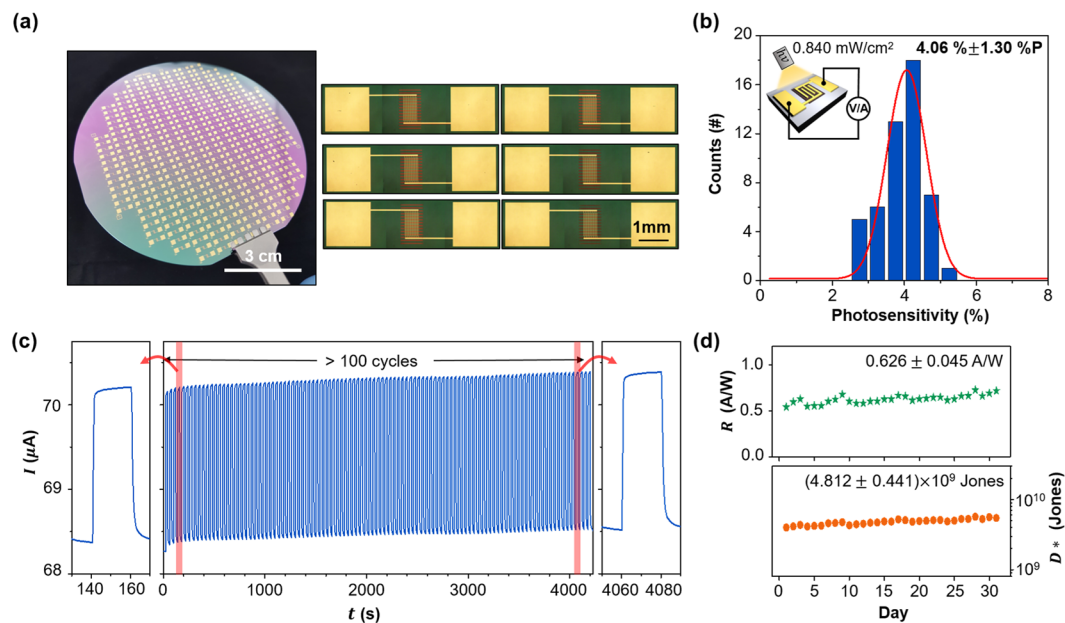 (a)
3 cm
1mm
(b)
0.840 mW/cm²
4.06 %±1.30 %P
hν
V/A
Counts (#)
20
16
12
8
4
0
0
2
4
6
8
Photosensitivity (%)
(c)
> 100 cycles
I (μA)
70
69
68
140
160
0
1000
2000
3000
4000
4060
4080
t (s)
(d)
0.626 ± 0.045 A/W
R (A/W)
1.0
0.5
0.0
(4.812 ± 0.441)×10⁹ Jones
10¹⁰
10⁹
D* (Jones)
0
5
10
15
20
25
30
Day